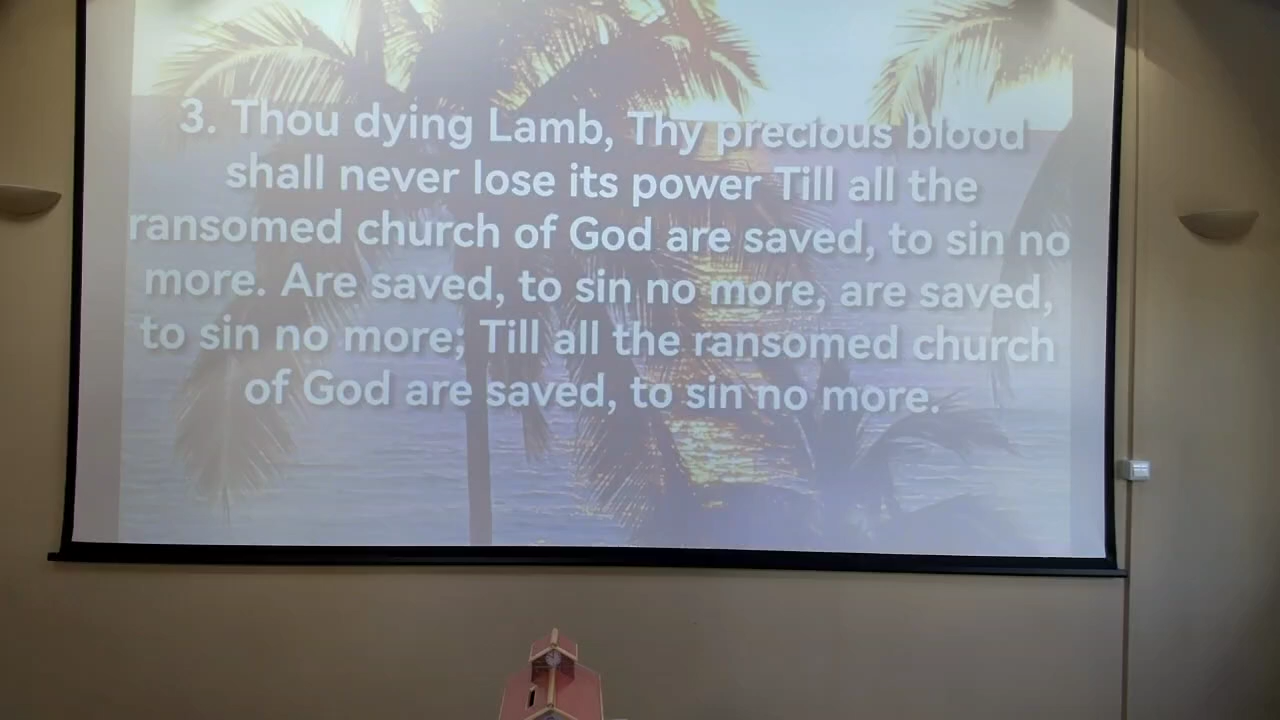 3. Thou dying Lamb, Thy precious blood
shall never lose its power Till all the
ransomed church of God are saved, to sin no
more. Are saved, to sin no more, are saved,
to sin no more; Till all the ransomed church
of God are saved, to sin no more.